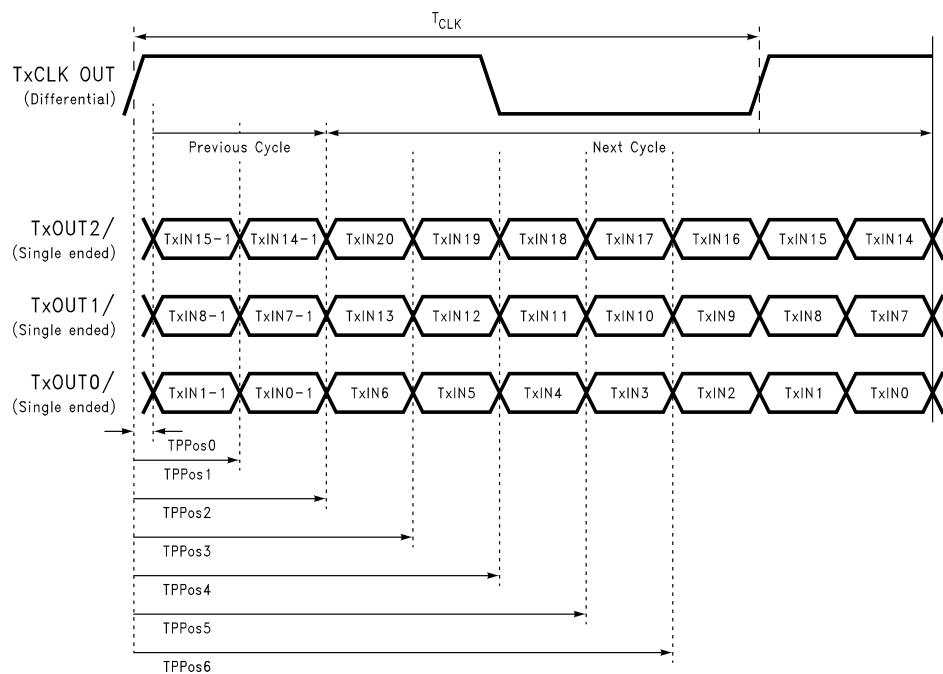 TCLK
TxCLK OUT
(Differential)
Previous Cycle
Next Cycle
TxOUT2/
(Single ended)
TxIN15-1 TxIN14-1 TxIN20 TxIN19 TxIN18 TxIN17 TxIN16 TxIN15 TxIN14
TxOUT1/
(Single ended)
TxIN8-1 TxIN7-1 TxIN13 TxIN12 TxIN11 TxIN10 TxIN9 TxIN8 TxIN7
TxOUT0/
(Single ended)
TxIN1-1 TxIN0-1 TxIN6 TxIN5 TxIN4 TxIN3 TxIN2 TxIN1 TxIN0
TPPos0
TPPos1
TPPos2
TPPos3
TPPos4
TPPos5
TPPos6